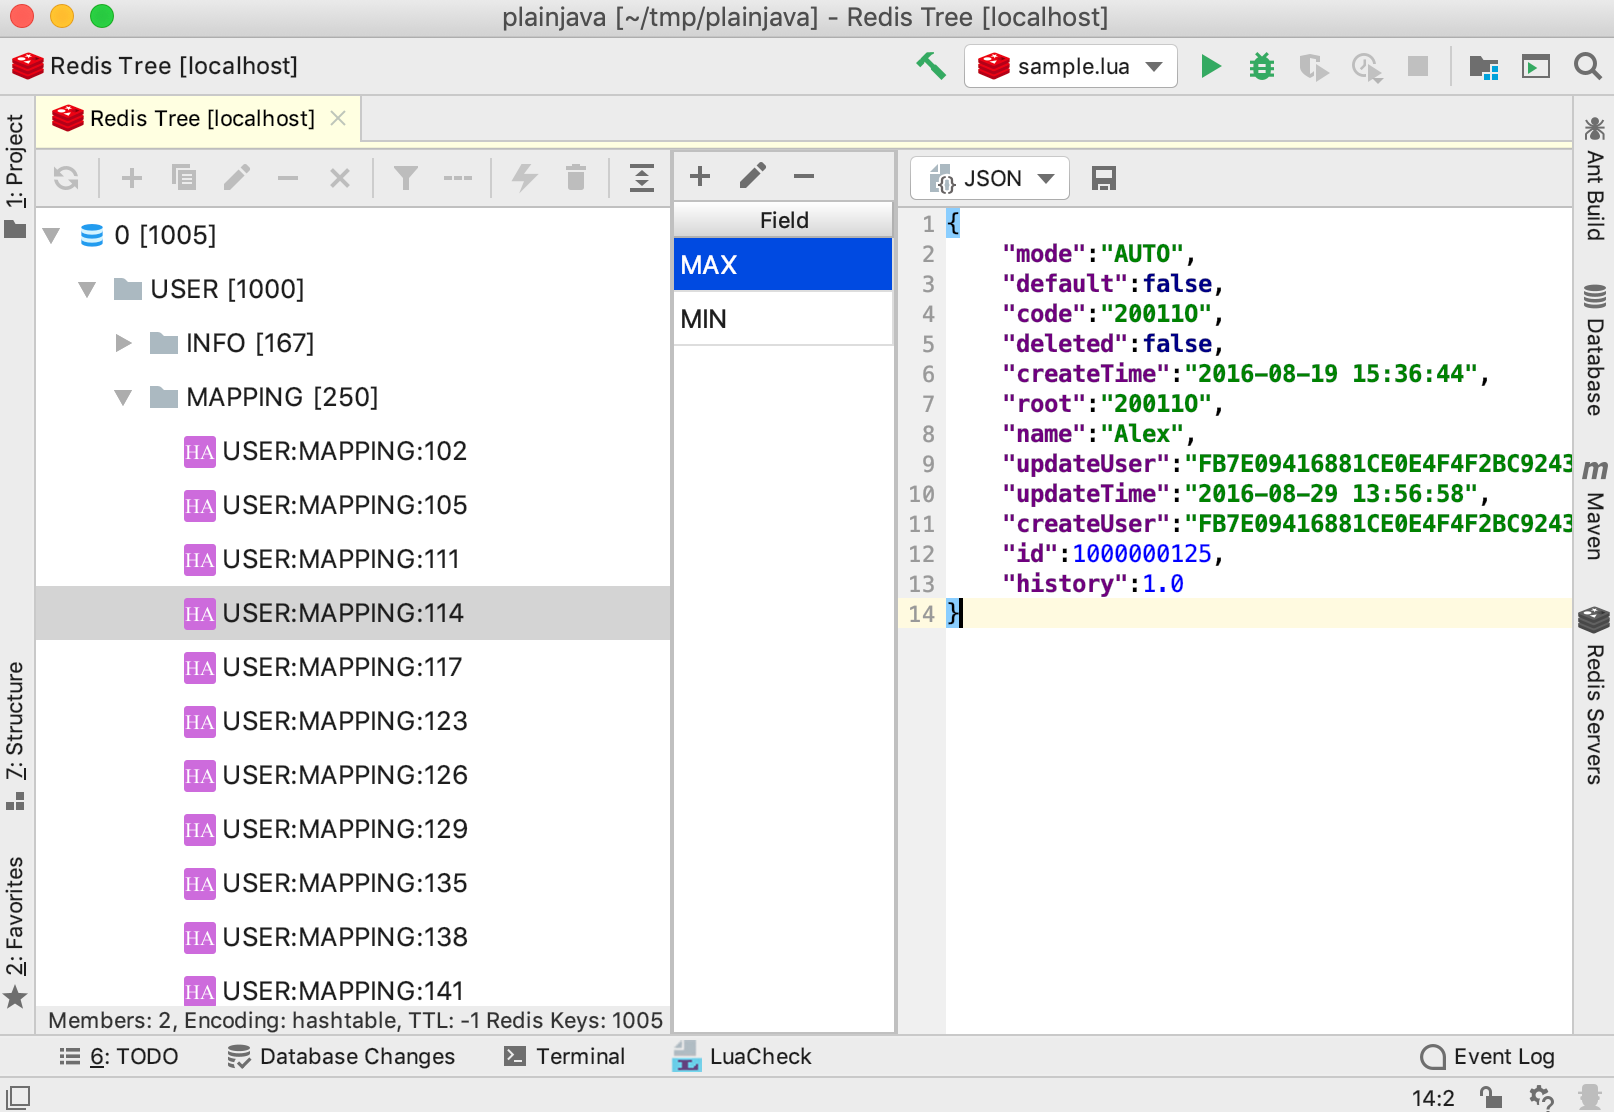 plainjava [~/tmp/plainjava] - Redis Tree [localhost]
Redis Tree [localhost]
sample.lua
Redis Tree [localhost]
1: Project
7: Structure
2: Favorites
0 [1005]
USER [1000]
INFO [167]
MAPPING [250]
HA USER:MAPPING:102
HA USER:MAPPING:105
HA USER:MAPPING:111
HA USER:MAPPING:114
HA USER:MAPPING:117
HA USER:MAPPING:123
HA USER:MAPPING:126
HA USER:MAPPING:129
HA USER:MAPPING:135
HA USER:MAPPING:138
HA USER:MAPPING:141
Members: 2, Encoding: hashtable, TTL: -1 Redis Keys: 1005
Field
MAX
MIN
JSON
1 {
2 "mode":"AUTO",
3 "default":false,
4 "code":"200110",
5 "deleted":false,
6 "createTime":"2016-08-19 15:36:44",
7 "root":"200110",
8 "name":"Alex",
9 "updateUser":"FB7E09416881CE0E4F4F2BC9243
10 "updateTime":"2016-08-29 13:56:58",
11 "createUser":"FB7E09416881CE0E4F4F2BC9243
12 "id":1000000125,
13 "history":1.0
14 }
Ant Build
Database
m Maven
Redis Servers
6: TODO
Database Changes
Terminal
LuaCheck
Event Log
14:2